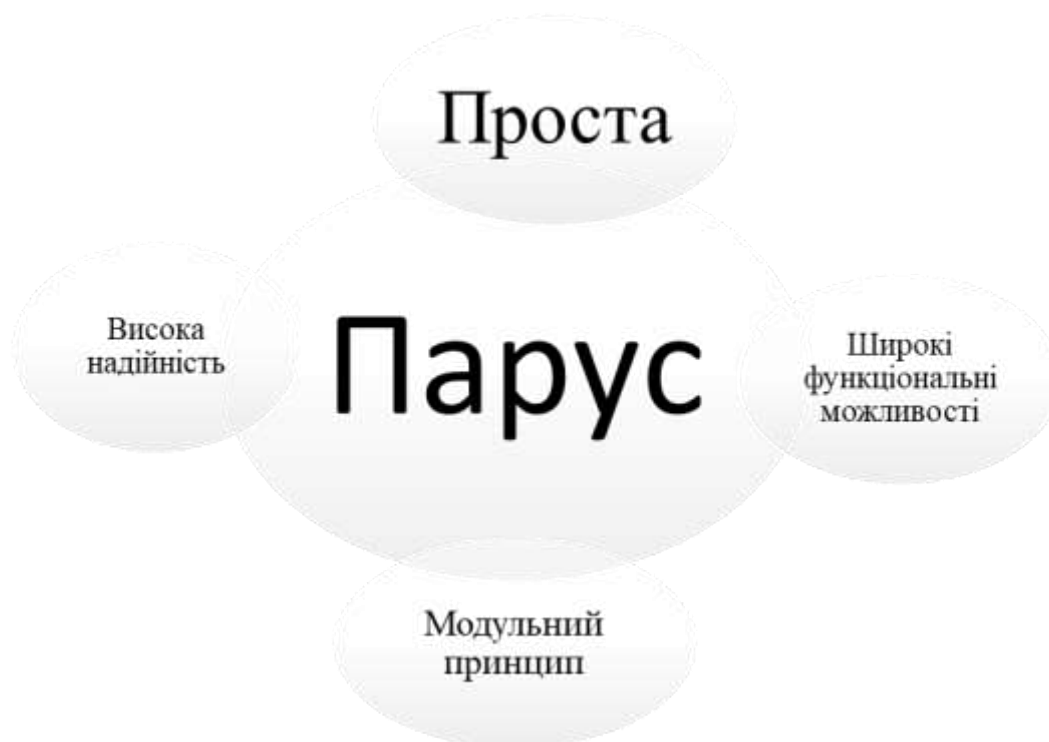 Проста
Висока
надійність
Парус
Широкі
функціональні
можливості
Модульний
принцип